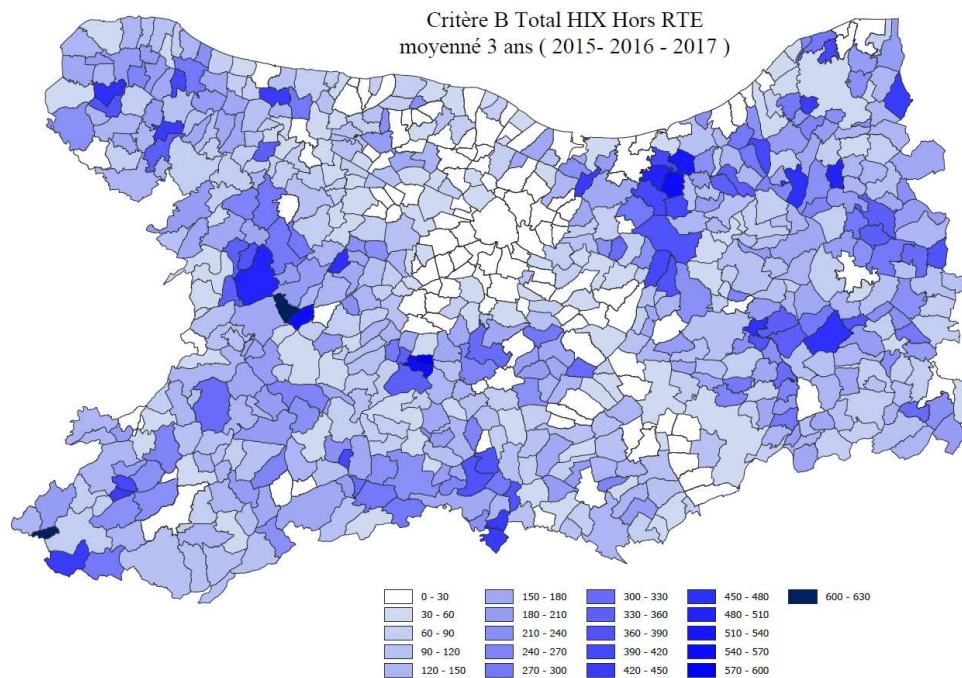 Critère B Total HIX Hors RTE
moyenné 3 ans ( 2015- 2016 - 2017 )
0 - 30
30 - 60
60 - 90
90 - 120
120 - 150
150 - 180
180 - 210
210 - 240
240 - 270
270 - 300
300 - 330
330 - 360
360 - 390
390 - 420
420 - 450
450 - 480
480 - 510
510 - 540
540 - 570
570 - 600
600 - 630